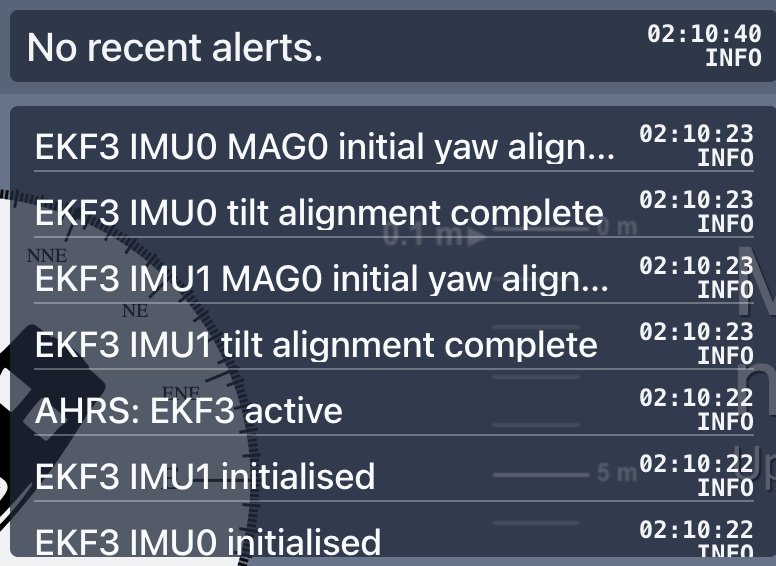 No recent alerts. 02:10:40
INFO
EKF3 IMU0 MAG0 initial yaw align... 02:10:23
INFO
EKF3 IMU0 tilt alignment complete 02:10:23
INFO
0.1 m 0 m
NNE
EKF3 IMU1 MAG0 initial yaw align... 02:10:23
INFO
NE
EKF3 IMU1 tilt alignment complete 02:10:23
INFO
ENE
AHRS: EKF3 active 02:10:22
INFO
EKF3 IMU1 initialised 02:10:22
INFO
E
5 m
EKF3 IMU0 initialised 02:10:22
INFO